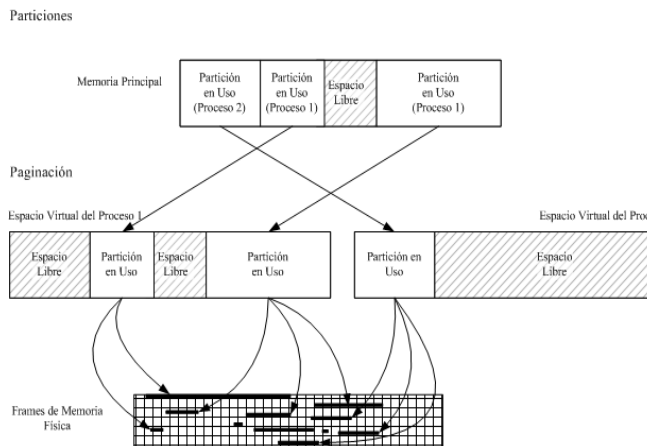 Particiones
Memoria Principal
Partición
en Uso
(Proceso 2)
Partición
en Uso
(Proceso 1)
Espacio
Libre
Partición
en Uso
(Proceso 1)
Paginación
Espacio Virtual del Proceso 1
Espacio Virtual del Proc
Espacio
Libre
Partición
en Uso
Espacio
Libre
Partición
en Uso
Partición en
Uso
Espacio
Libre
Frames de Memoria
Física